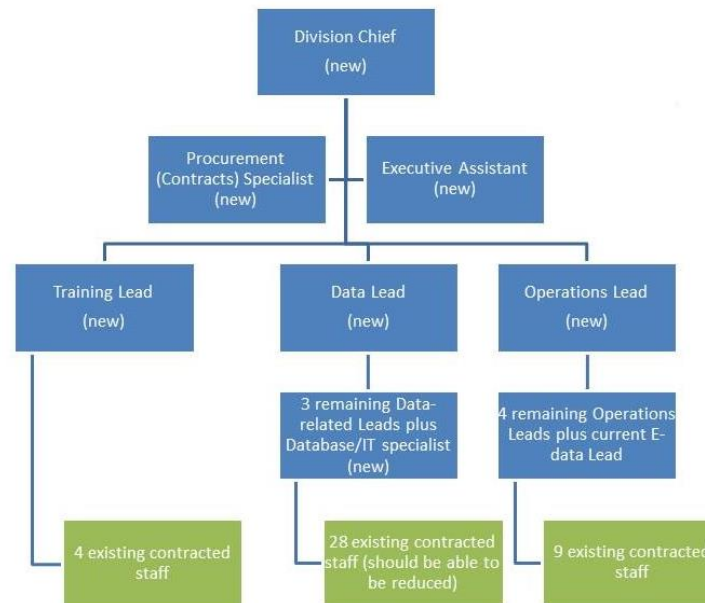 Division Chief
(new)
Procurement
(Contracts) Specialist
(new)
Executive Assistant
(new)
Training Lead
(new)
Data Lead
(new)
Operations Lead
(new)
3 remaining Data-
related Leads plus
Database/IT specialist
(new)
4 remaining Operations
Leads plus current E-
data Lead
4 existing contracted
staff
28 existing contracted
staff (should be able to
be reduced)
9 existing contracted
staff